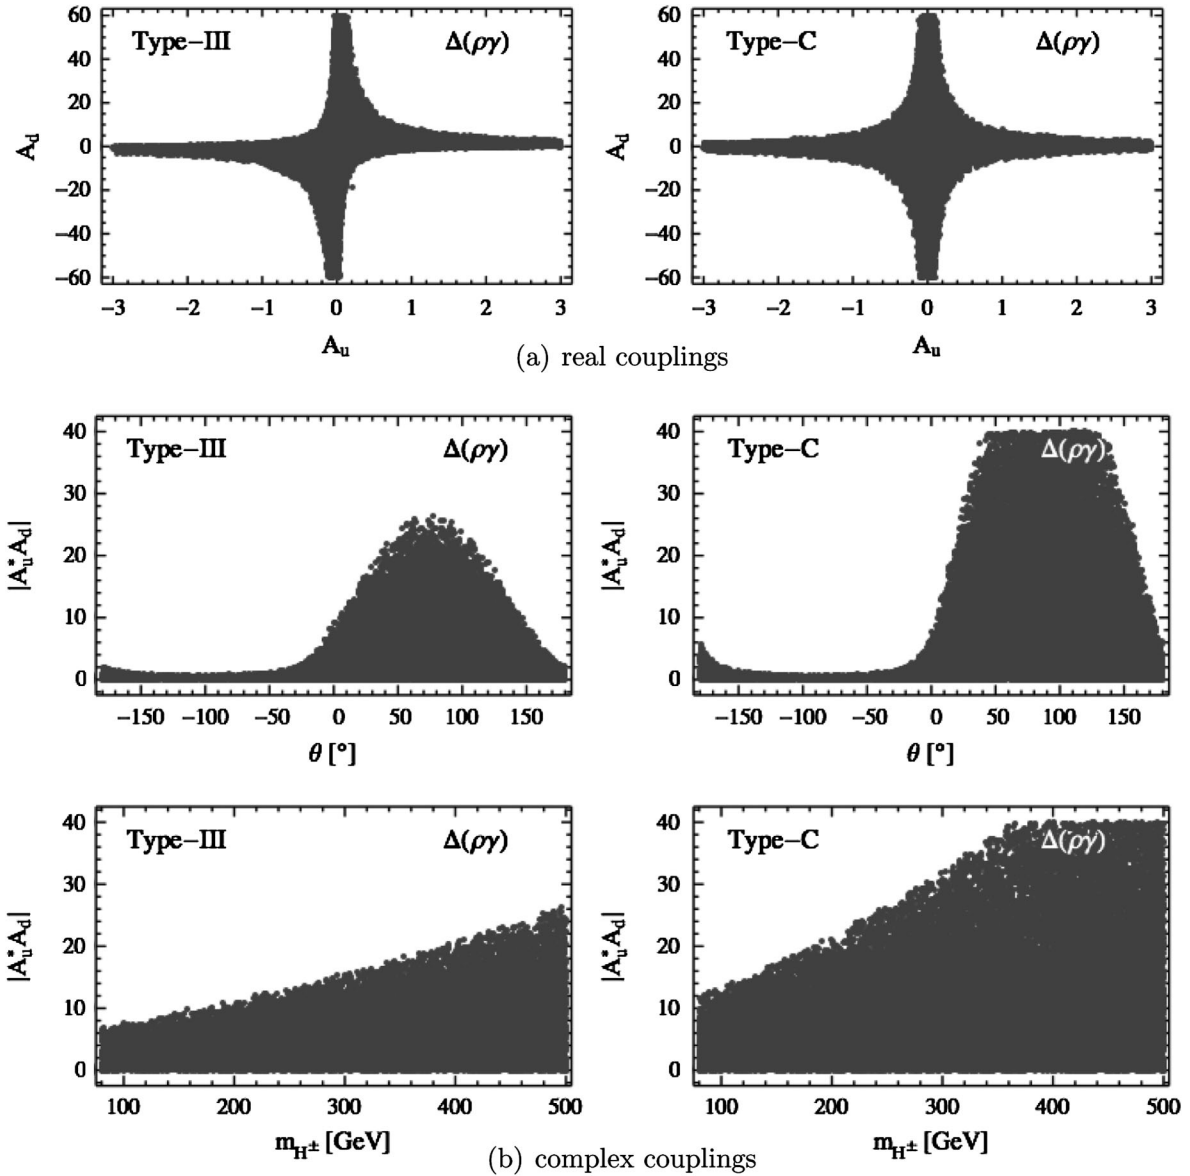 Type−III Δ(ργ)
A_d
60
40
20
0
−20
−40
−60
−3 −2 −1 0 1 2 3
A_u
Type−C Δ(ργ)
A_d
60
40
20
0
−20
−40
−60
−3 −2 −1 0 1 2 3
A_u
(a) real couplings
Type−III Δ(ργ)
|A_u^* A_d|
40
30
20
10
0
−150 −100 −50 0 50 100 150
θ [°]
Type−C Δ(ργ)
|A_u^* A_d|
40
30
20
10
0
−150 −100 −50 0 50 100 150
θ [°]
Type−III Δ(ργ)
|A_u^* A_d|
40
30
20
10
0
100 200 300 400 500
m_{H^±} [GeV]
Type−C Δ(ργ)
|A_u^* A_d|
40
30
20
10
0
100 200 300 400 500
m_{H^±} [GeV]
(b) complex couplings